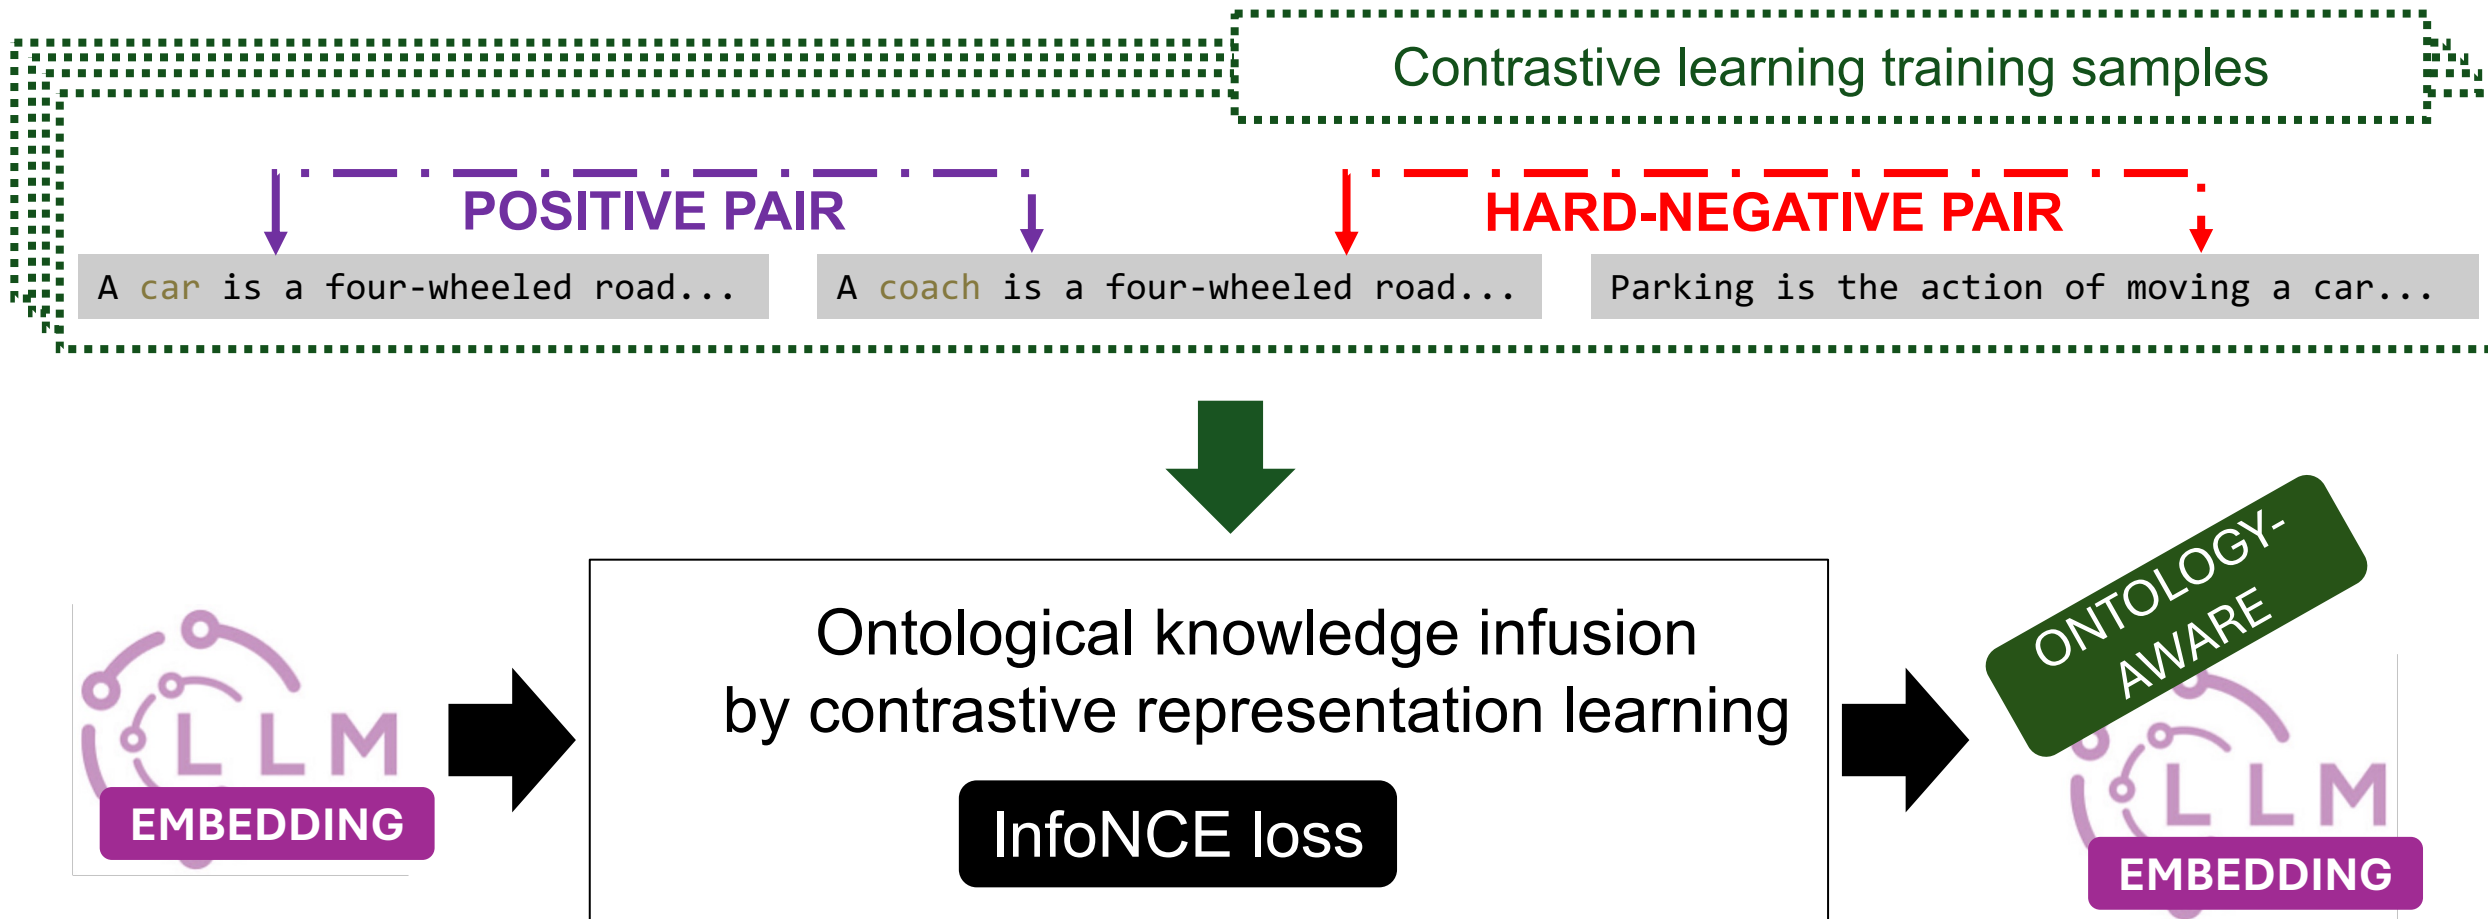 Contrastive learning training samples
POSITIVE PAIR
HARD-NEGATIVE PAIR
A car is a four-wheeled road...
A coach is a four-wheeled road...
Parking is the action of moving a car...
Ontological knowledge infusion
by contrastive representation learning
InfoNCE loss
LLM
EMBEDDING
ONTOLOGY-
AWARE
LLM
EMBEDDING